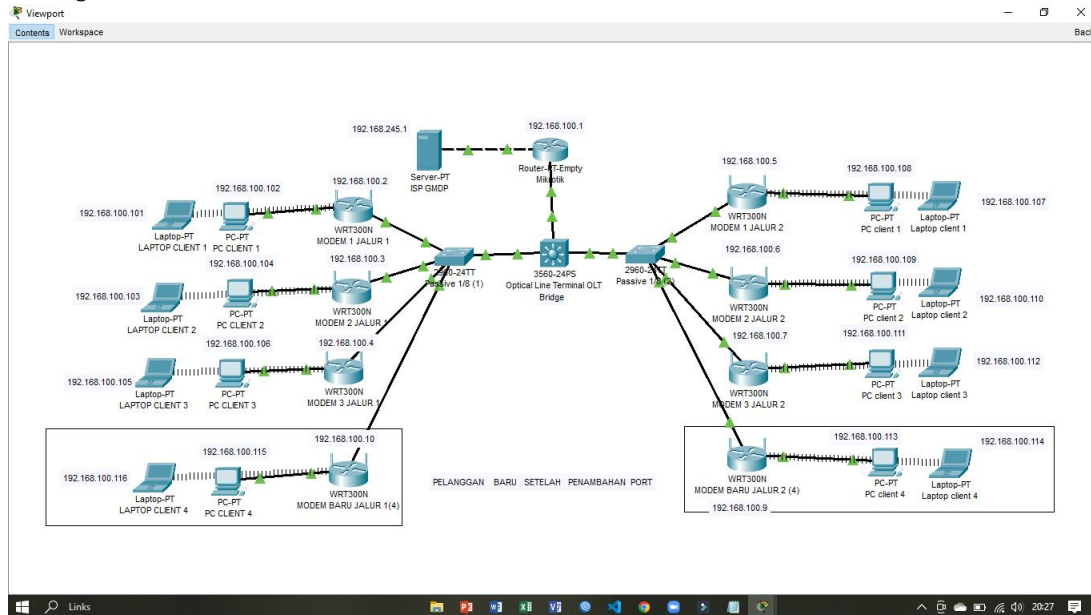 Viewport
Contents Workspace
Back
192.168.245.1
Server-PT
ISP GMDP
192.168.100.1
Router-PT-Empty
Mikrotik
192.168.100.101
Laptop-PT
LAPTOP CLIENT 1
192.168.100.102
PC-PT
PC CLIENT 1
192.168.100.2
WRT300N
MODEM 1 JALUR 1
192.168.100.103
Laptop-PT
LAPTOP CLIENT 2
192.168.100.104
PC-PT
PC CLIENT 2
192.168.100.3
WRT300N
MODEM 2 JALUR 1
192.168.100.105
Laptop-PT
LAPTOP CLIENT 3
192.168.100.106
PC-PT
PC CLIENT 3
192.168.100.4
WRT300N
MODEM 3 JALUR 1
192.168.100.116
Laptop-PT
LAPTOP CLIENT 4
192.168.100.115
PC-PT
PC CLIENT 4
192.168.100.10
WRT300N
MODEM BARU JALUR 1(4)
2960-24TT
Passive 1/8 (1)
3560-24PS
Optical Line Terminal OLT
Bridge
2960-24TT
Passive 1/8 (2)
PELANGGAN BARU SETELAH PENAMBAHAN PORT
192.168.100.5
WRT300N
MODEM 1 JALUR 2
192.168.100.108
PC-PT
PC client 1
192.168.100.107
Laptop-PT
Laptop client 1
192.168.100.6
WRT300N
MODEM 2 JALUR 2
192.168.100.109
PC-PT
PC client 2
192.168.100.110
Laptop-PT
Laptop client 2
192.168.100.7
WRT300N
MODEM 3 JALUR 2
192.168.100.111
PC-PT
PC client 3
192.168.100.112
Laptop-PT
Laptop client 3
WRT300N
MODEM BARU JALUR 2 (4)
192.168.100.9
192.168.100.113
PC-PT
PC client 4
192.168.100.114
Laptop-PT
Laptop client 4
Links
20:27